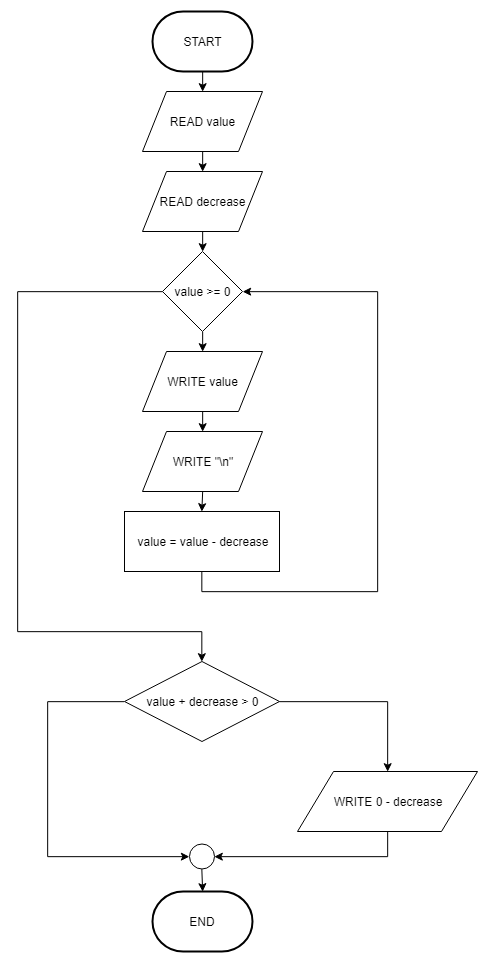 START
READ value
READ decrease
value >= 0
WRITE value
WRITE "\n"
value = value - decrease
value + decrease > 0
WRITE 0 - decrease
END